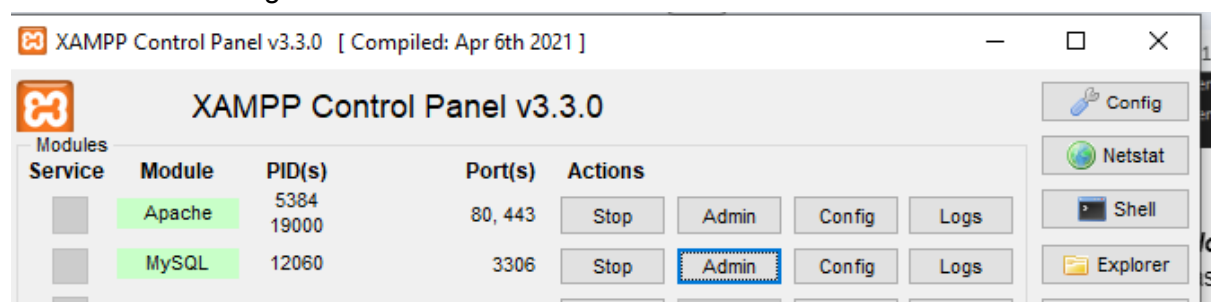 XAMPP Control Panel v3.3.0 [ Compiled: Apr 6th 2021 ]
XAMPP Control Panel v3.3.0
Config
Modules
Netstat
Service Module PID(s) Port(s) Actions
Apache 5384 19000 80, 443 Stop Admin Config Logs
Shell
MySQL 12060 3306 Stop Admin Config Logs
Explorer